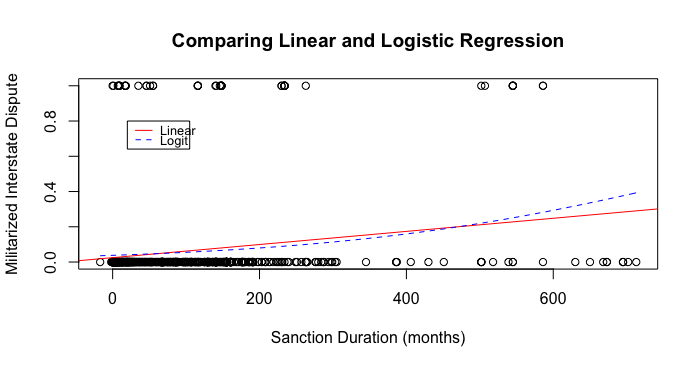 Comparing Linear and Logistic Regression
Militarized Interstate Dispute
0.8
0.4
0.0
Linear
Logit
0 200 400 600
Sanction Duration (months)